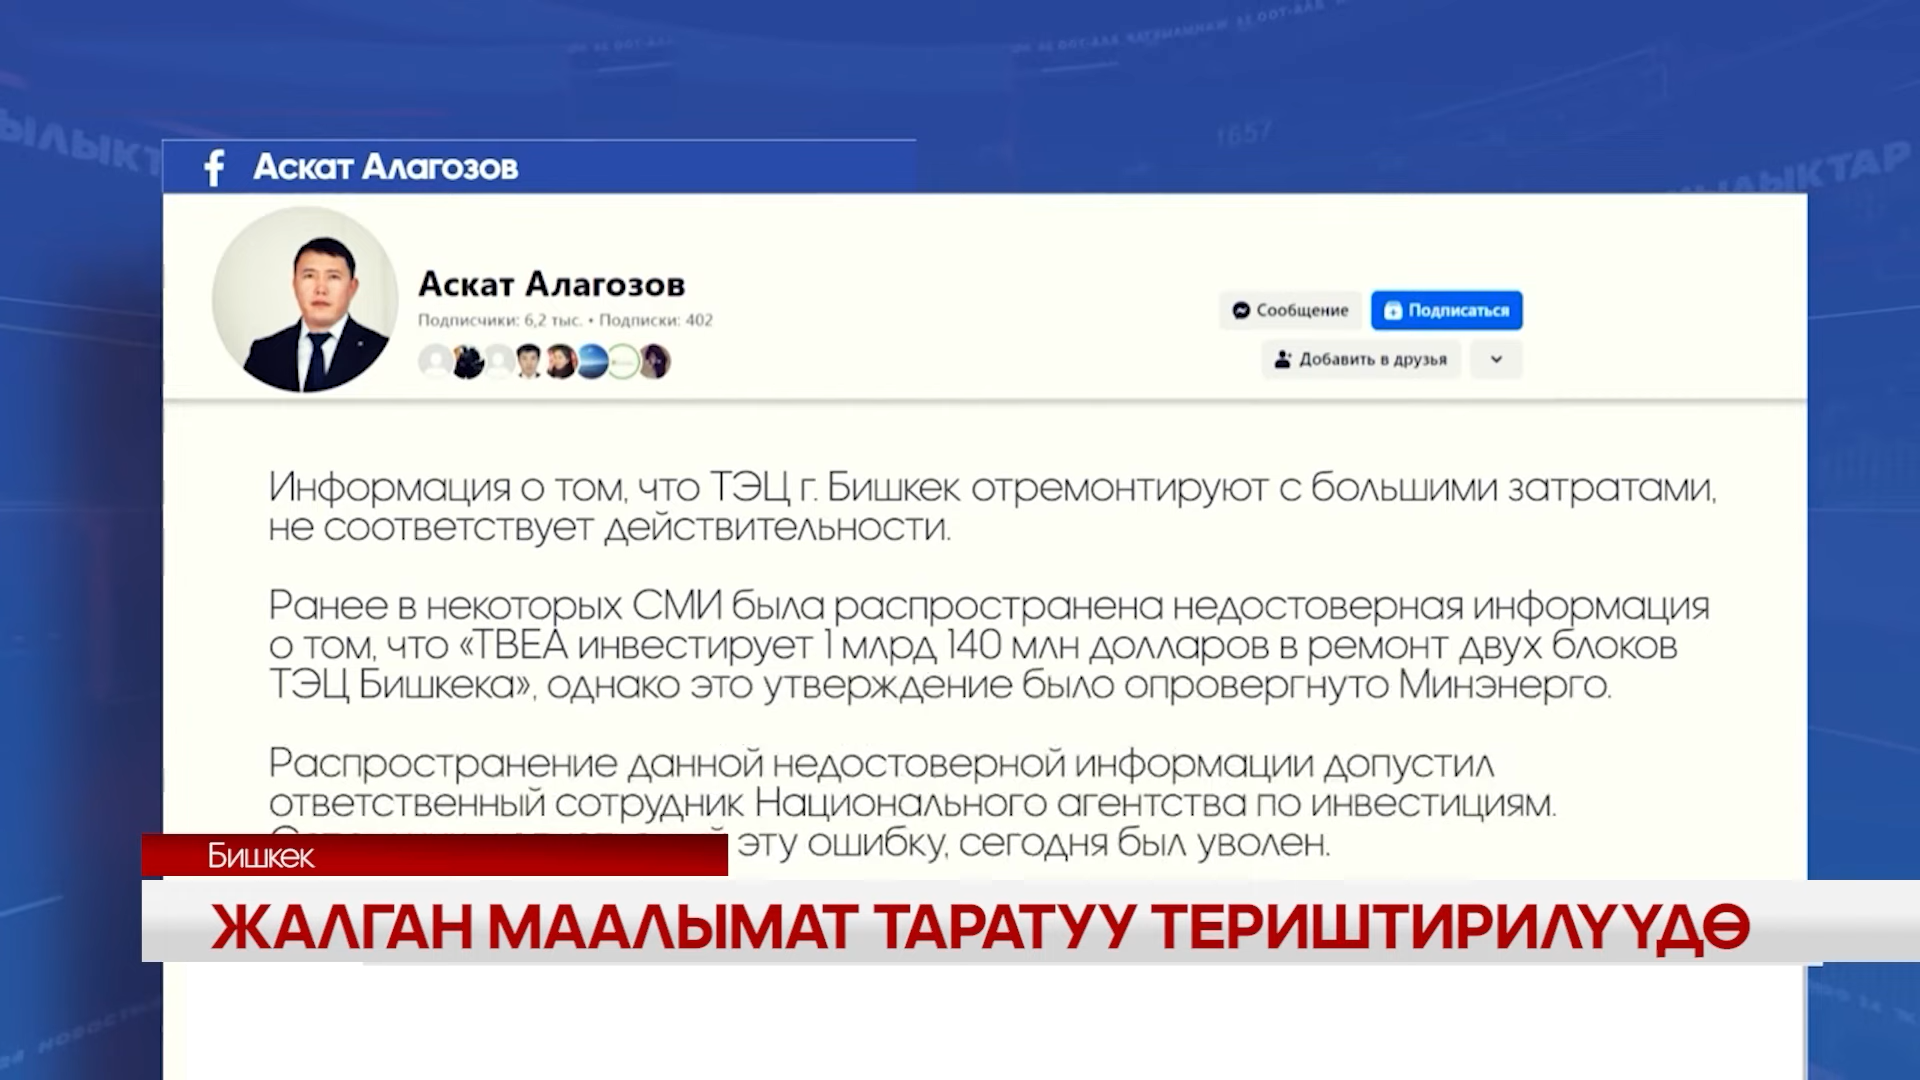 Аскат Алагозов
Аскат Алагозов
Подписчики: 6,2 тыс. • Подписки: 402
Сообщение
Подписаться
Добавить в друзья
Информация о том, что ТЭЦ г. Бишкек отремонтируют с большими затратами,
не соответствует действительности.
Ранее в некоторых СМИ была распространена недостоверная информация
о том, что «ТВЕА инвестирует 1 млрд 140 млн долларов в ремонт двух блоков
ТЭЦ Бишкека», однако это утверждение было опровергнуто Минэнерго.
Распространение данной недостоверной информации допустил
ответственный сотрудник Национального агентства по инвестициям.
эту ошибку, сегодня был уволен.
Бишкек
ЖАЛГАН МААЛЫМАТ ТАРАТУУ ТЕРИШТИРИЛҮҮДӨ